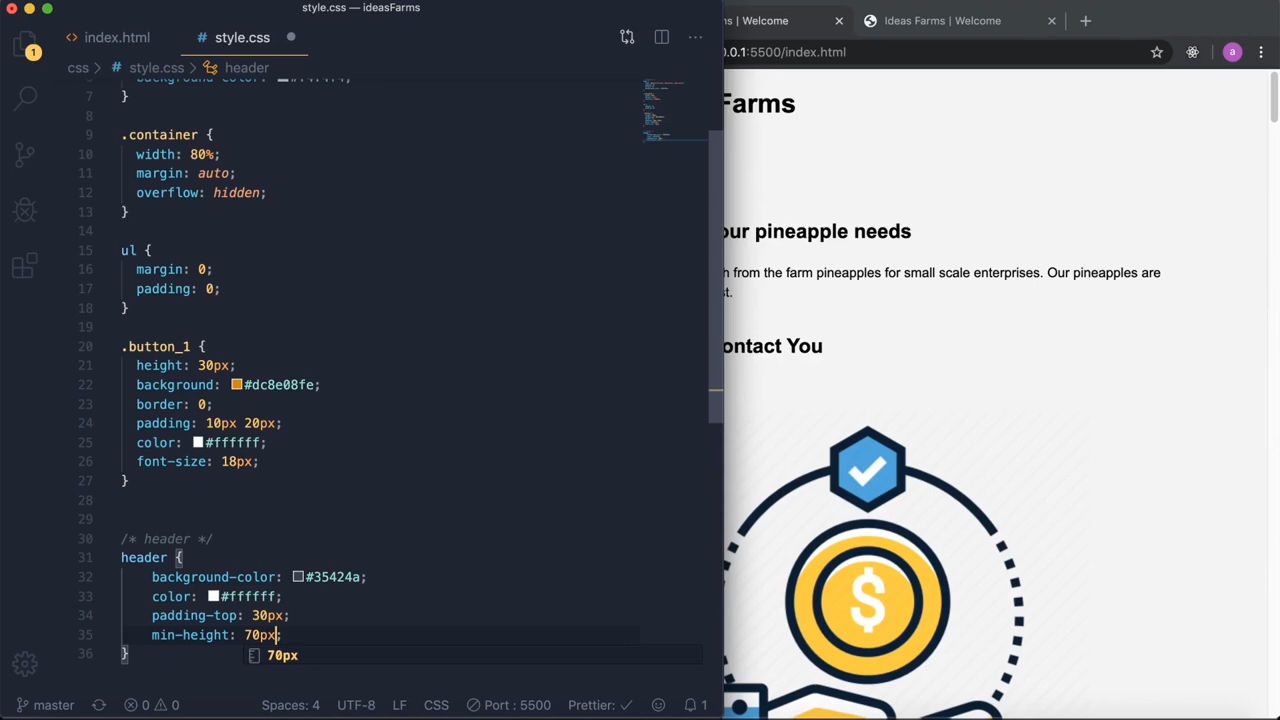 style.css — ideasFarms
index.html
# style.css
css > # style.css > header
7 }
8
9 .container {
10 width: 80%;
11 margin: auto;
12 overflow: hidden;
13 }
14
15 ul {
16 margin: 0;
17 padding: 0;
18 }
19
20 .button_1 {
21 height: 30px;
22 background: #dc8e08fe;
23 border: 0;
24 padding: 10px 20px;
25 color: #ffffff;
26 font-size: 18px;
27 }
28
29
30 /* header */
31 header {
32 background-color: #35424a;
33 color: #ffffff;
34 padding-top: 30px;
35 min-height: 70px;
36 }
70px
1
master
0
0
Spaces: 4
UTF-8
LF
CSS
Port : 5500
Prettier: ✓
1
| Welcome
Ideas Farms | Welcome
a
0.1:5500/index.html
Farms
our pineapple needs
from the farm pineapples for small scale enterprises. Our pineapples are
Contact You
$